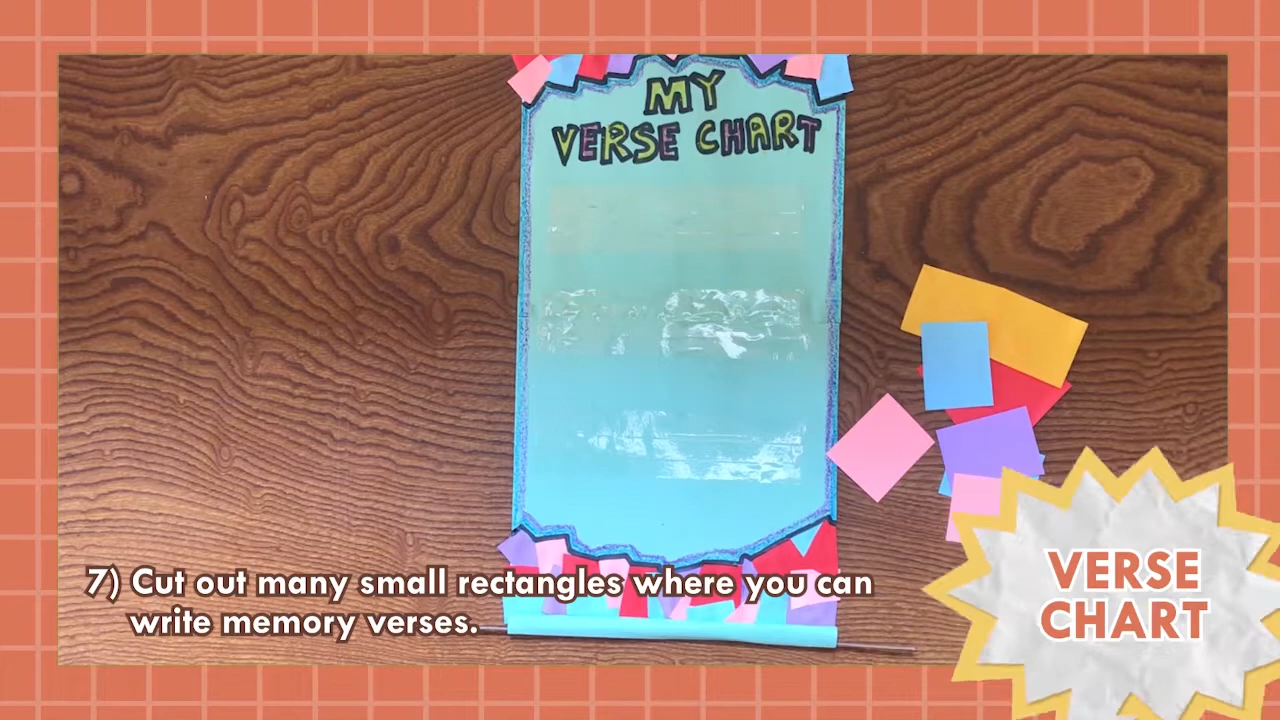 MY
VERSE CHART
7) Cut out many small rectangles where you can
write memory verses.
VERSE
CHART